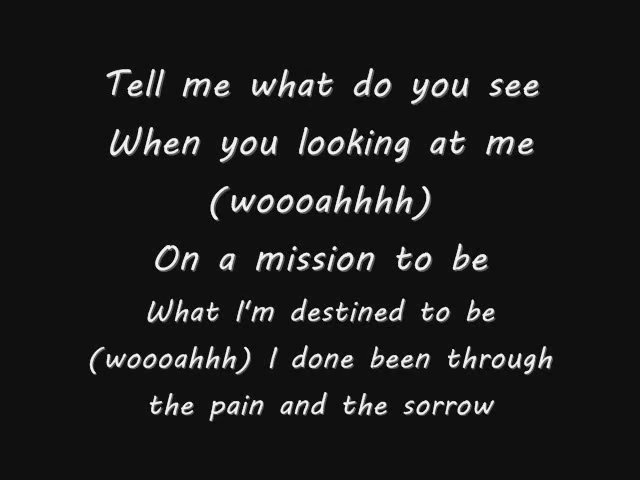 Tell me what do you see
When you looking at me
(woooahhhh)
On a mission to be
What I'm destined to be
(woooahhh) I done been through
the pain and the sorrow